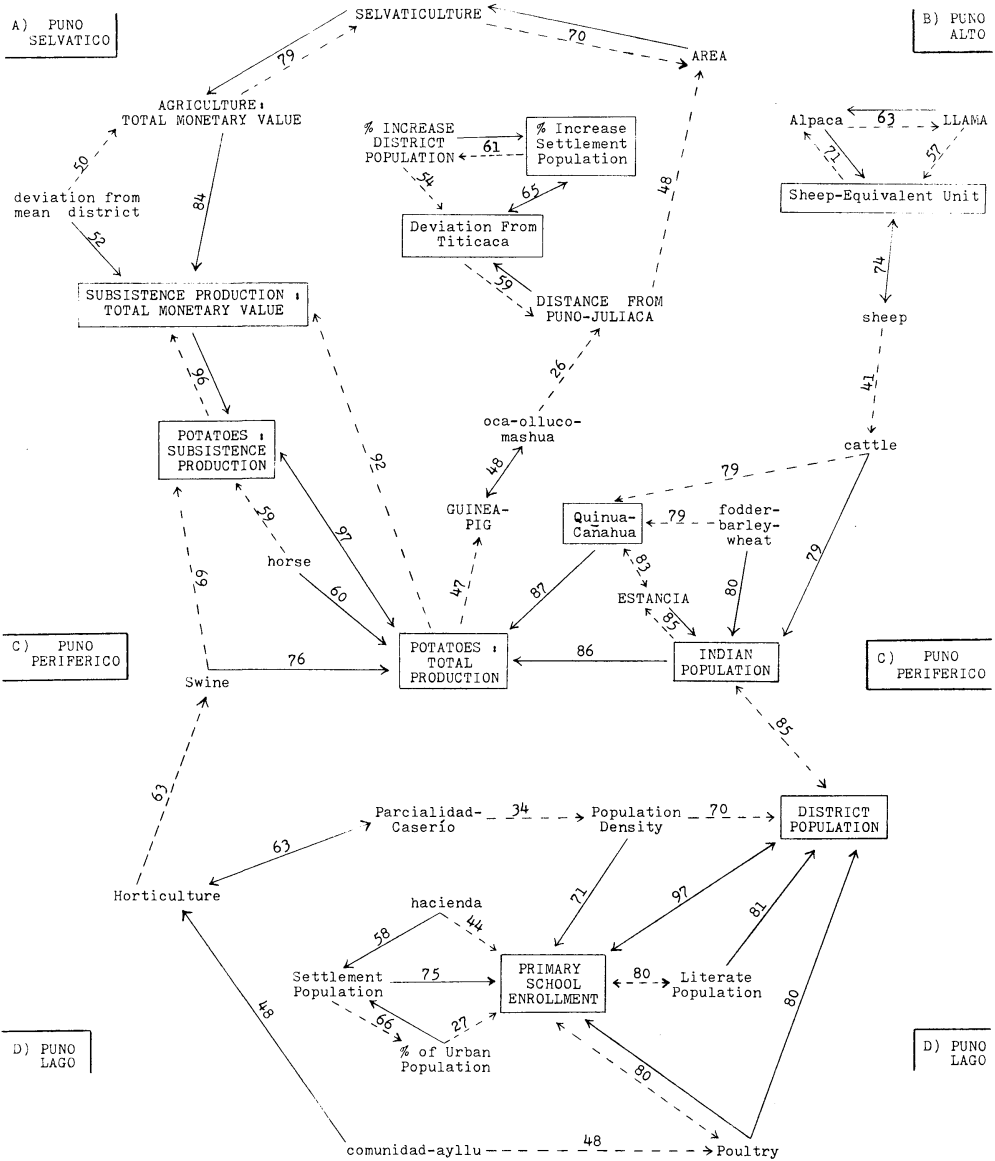 SELVATICULTURE
A) PUNO
SELVATICO
B) PUNO
ALTO
70
AREA
79
AGRICULTURE:
TOTAL MONETARY VALUE
% INCREASE
DISTRICT
POPULATION
61
% Increase
Settlement
Population
Alpaca
63
LLAMA
71
57
50
54
65
48
84
deviation from
mean district
52
Deviation From
Titicaca
Sheep-Equivalent Unit
59
74
SUBSISTENCE PRODUCTION :
TOTAL MONETARY VALUE
DISTANCE FROM
PUNO-JULIACA
sheep
96
26
41
POTATOES :
SUBSISTENCE
PRODUCTION
oca-olluco-
mashua
cattle
92
48
79
59
97
GUINEA-
PIG
Quinua-
Cañahua
79
fodder-
barley-
wheat
79
horse
69
60
47
87
83
80
ESTANCIA
85
C) PUNO
PERIFERICO
76
POTATOES :
TOTAL
PRODUCTION
86
INDIAN
POPULATION
C) PUNO
PERIFERICO
Swine
85
63
Parcialidad-
Caserío
34
Population
Density
70
DISTRICT
POPULATION
63
Horticulture
71
97
81
hacienda
58
44
80
Settlement
Population
75
PRIMARY
SCHOOL
ENROLLMENT
80
Literate
Population
48
66
27
% of Urban
Population
D) PUNO
LAGO
D) PUNO
LAGO
80
comunidad-ayllu
48
Poultry